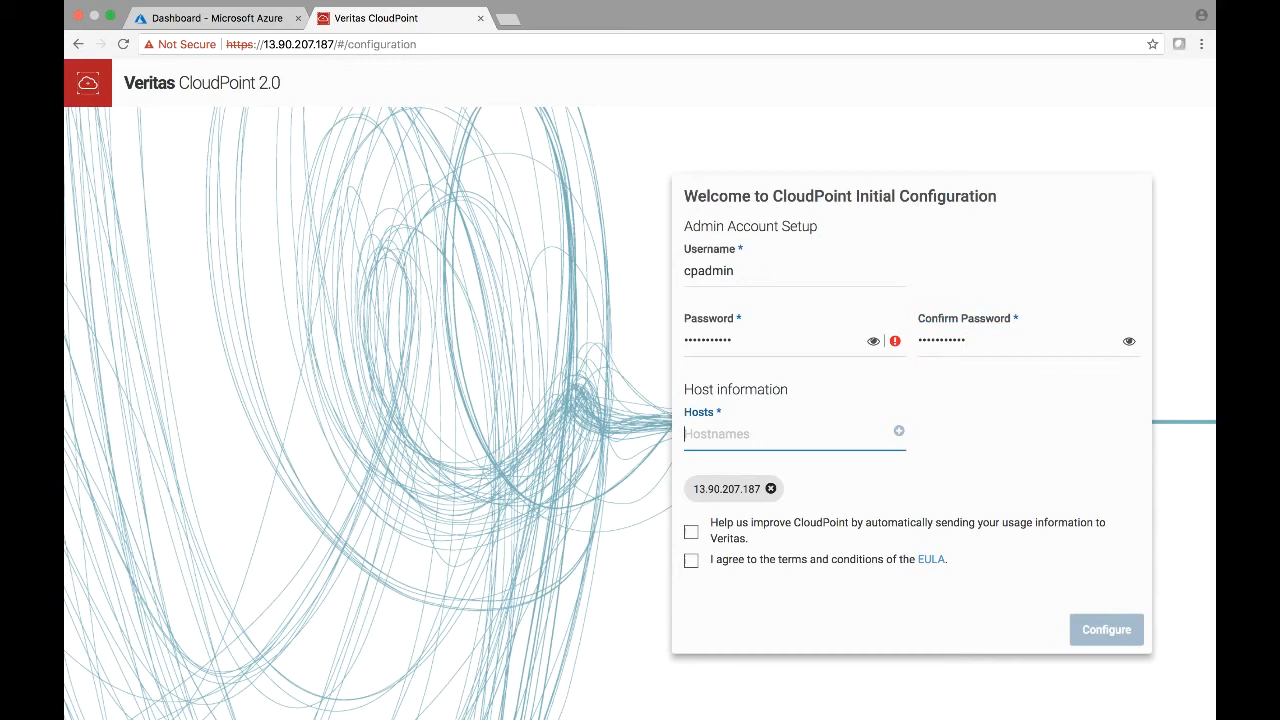 Dashboard - Microsoft Azure
Veritas CloudPoint
Not Secure
https://13.90.207.187/#/configuration
Veritas CloudPoint 2.0
Welcome to CloudPoint Initial Configuration
Admin Account Setup
Username *
cpadmin
Password *
Confirm Password *
•••••••••••
•••••••••••
Host information
Hosts *
Hostnames
13.90.207.187
Help us improve CloudPoint by automatically sending your usage information to
Veritas.
I agree to the terms and conditions of the EULA.
Configure